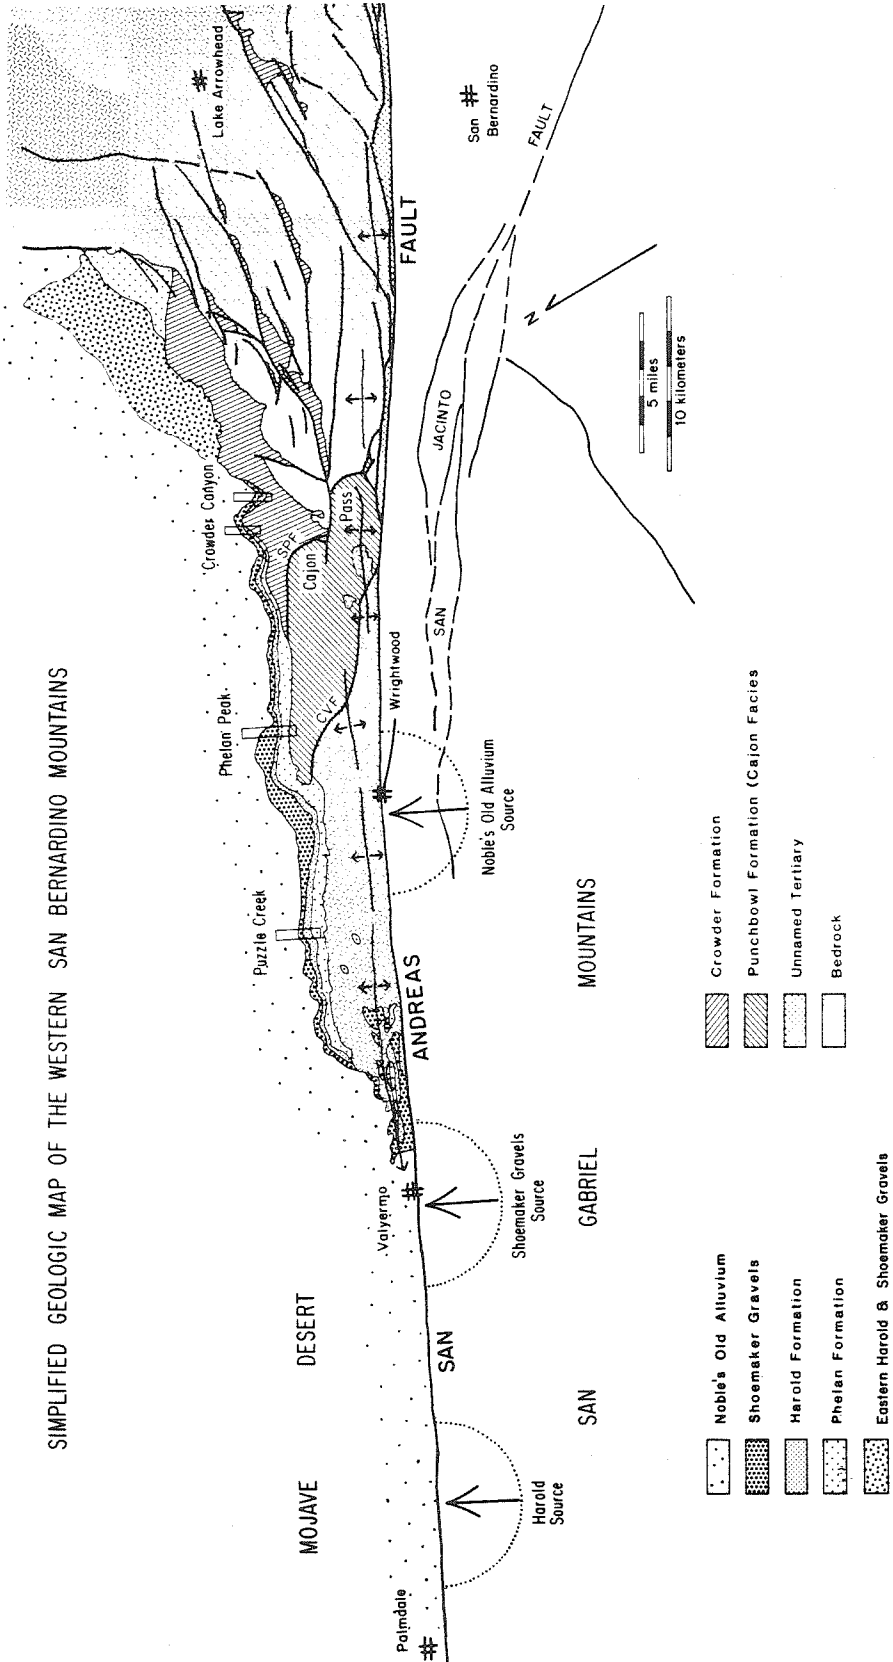 SIMPLIFIED GEOLOGIC MAP OF THE WESTERN SAN BERNARDINO MOUNTAINS
Lake Arrowhead
San
Bernardino
Crowder Canyon
Phelan Peak
Puzzle Creek
SPF
Cajon
Pass
CVF
Wrightwood
Valyermo
Palmdale
MOJAVE
DESERT
SAN
ANDREAS
FAULT
SAN
JACINTO
FAULT
Harold
Source
Shoemaker Gravels
Source
Noble's Old Alluvium
Source
SAN
GABRIEL
MOUNTAINS
N
5 miles
10 kilometers
Noble's Old Alluvium
Shoemaker Gravels
Harold Formation
Phelan Formation
Eastern Harold & Shoemaker Gravels
Crowder Formation
Punchbowl Formation (Cajon Facies
Unnamed Tertiary
Bedrock